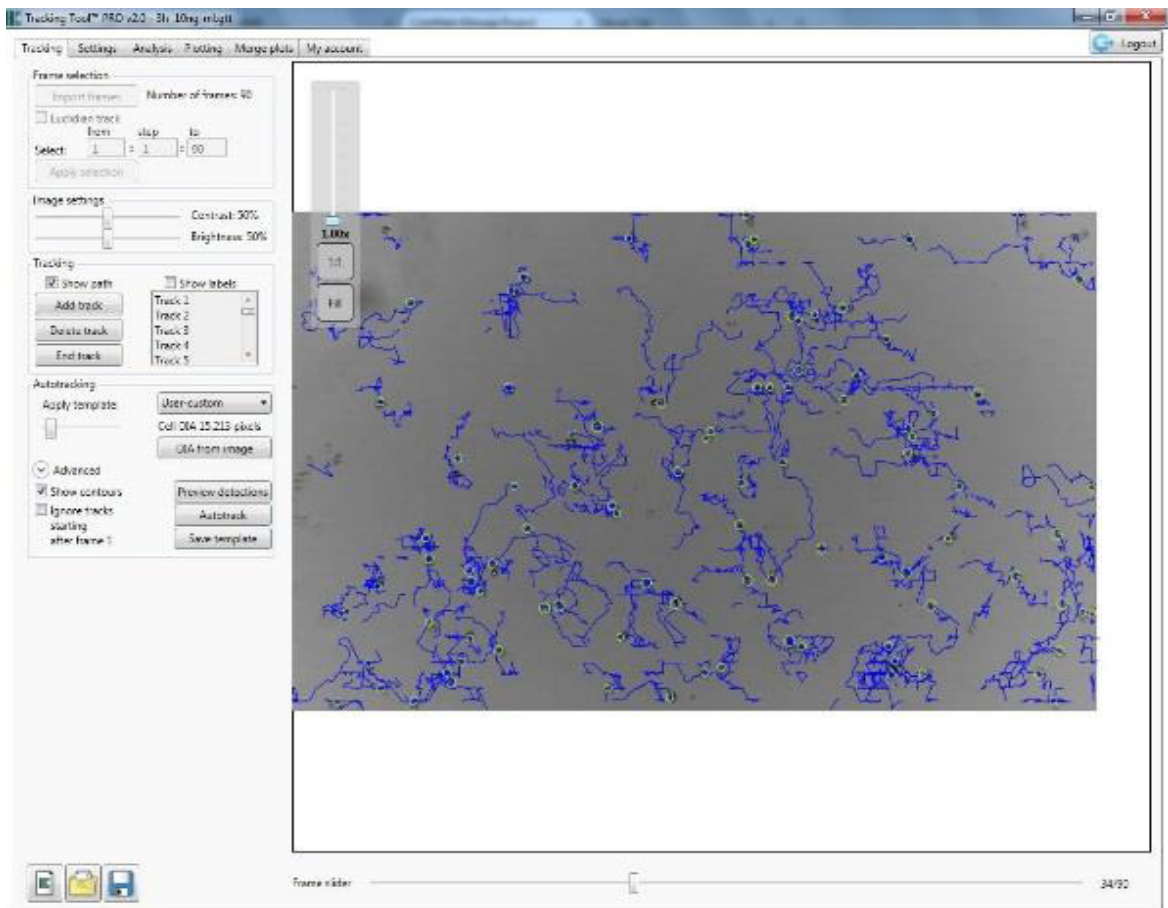 Tracking Tool™ PRO v2.0 - 3h_10ng_mbgtt
Tracking Settings Analysis Plotting Merge plots My account
Logout
Frame selection
Import frames Number of frames: 90
track
from step to
Select: 1 : 1 : 90
Apply selection
Image settings
Contrast: 50%
Brightness: 50%
Tracking
Show path Show labels
Add track
Delete track
End track
Track 1
Track 2
Track 3
Track 4
Track 5
Autotracking
Apply template User-custom
Cell DIA 15.213 pixels
DIA from image
Advanced
Show contours Preview detections
Ignore tracks
starting
after frame 1
Autotrack
Save template
1.00x
1:1
Fill
Frame slider 34/90